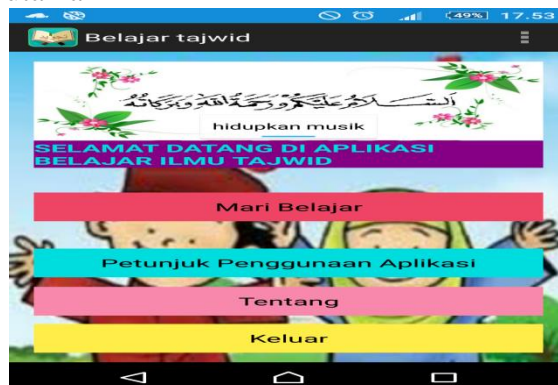 49% 17.53
Belajar tajwid
السلام عليكم ورحمة الله وبركاته
hidupkan musik
SELAMAT DATANG DI APLIKASI
BELAJAR ILMU TAJWID
Mari Belajar
Petunjuk Penggunaan Aplikasi
Tentang
Keluar